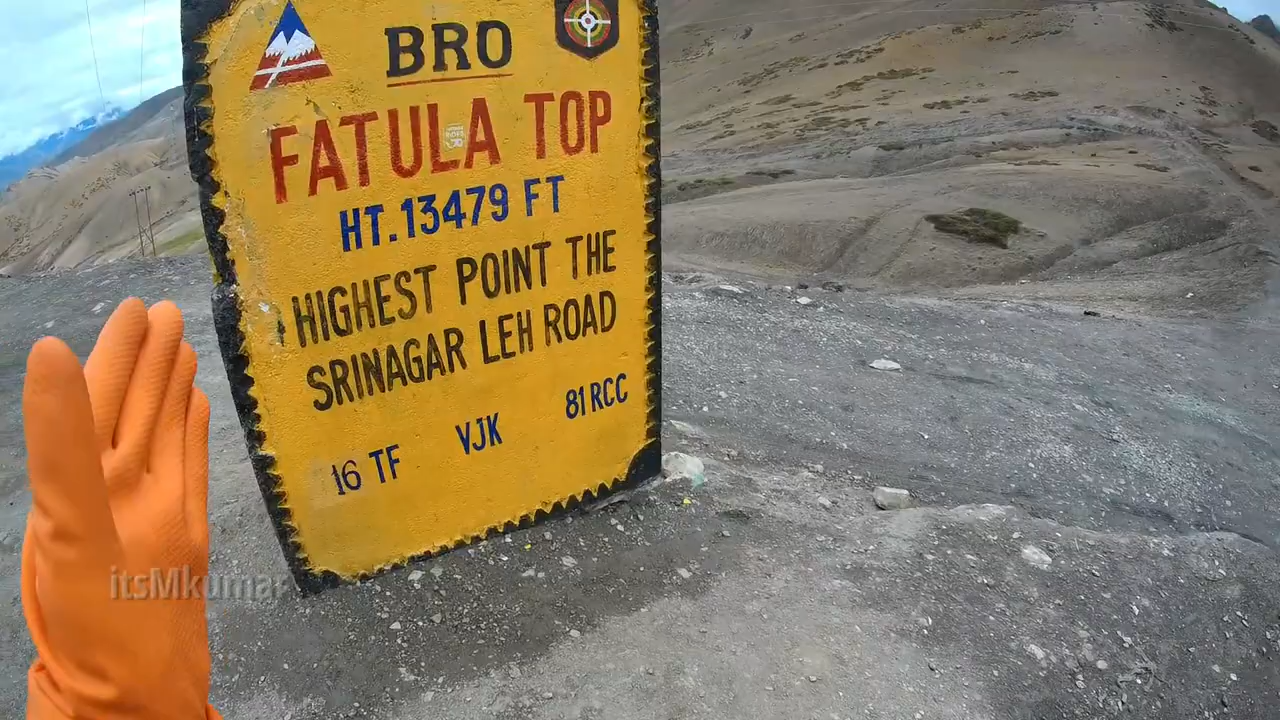 BRO
FATULA TOP
HT.13479 FT
HIGHEST POINT THE
SRINAGAR LEH ROAD
16 TF VJK 81 RCC
itsMkumar